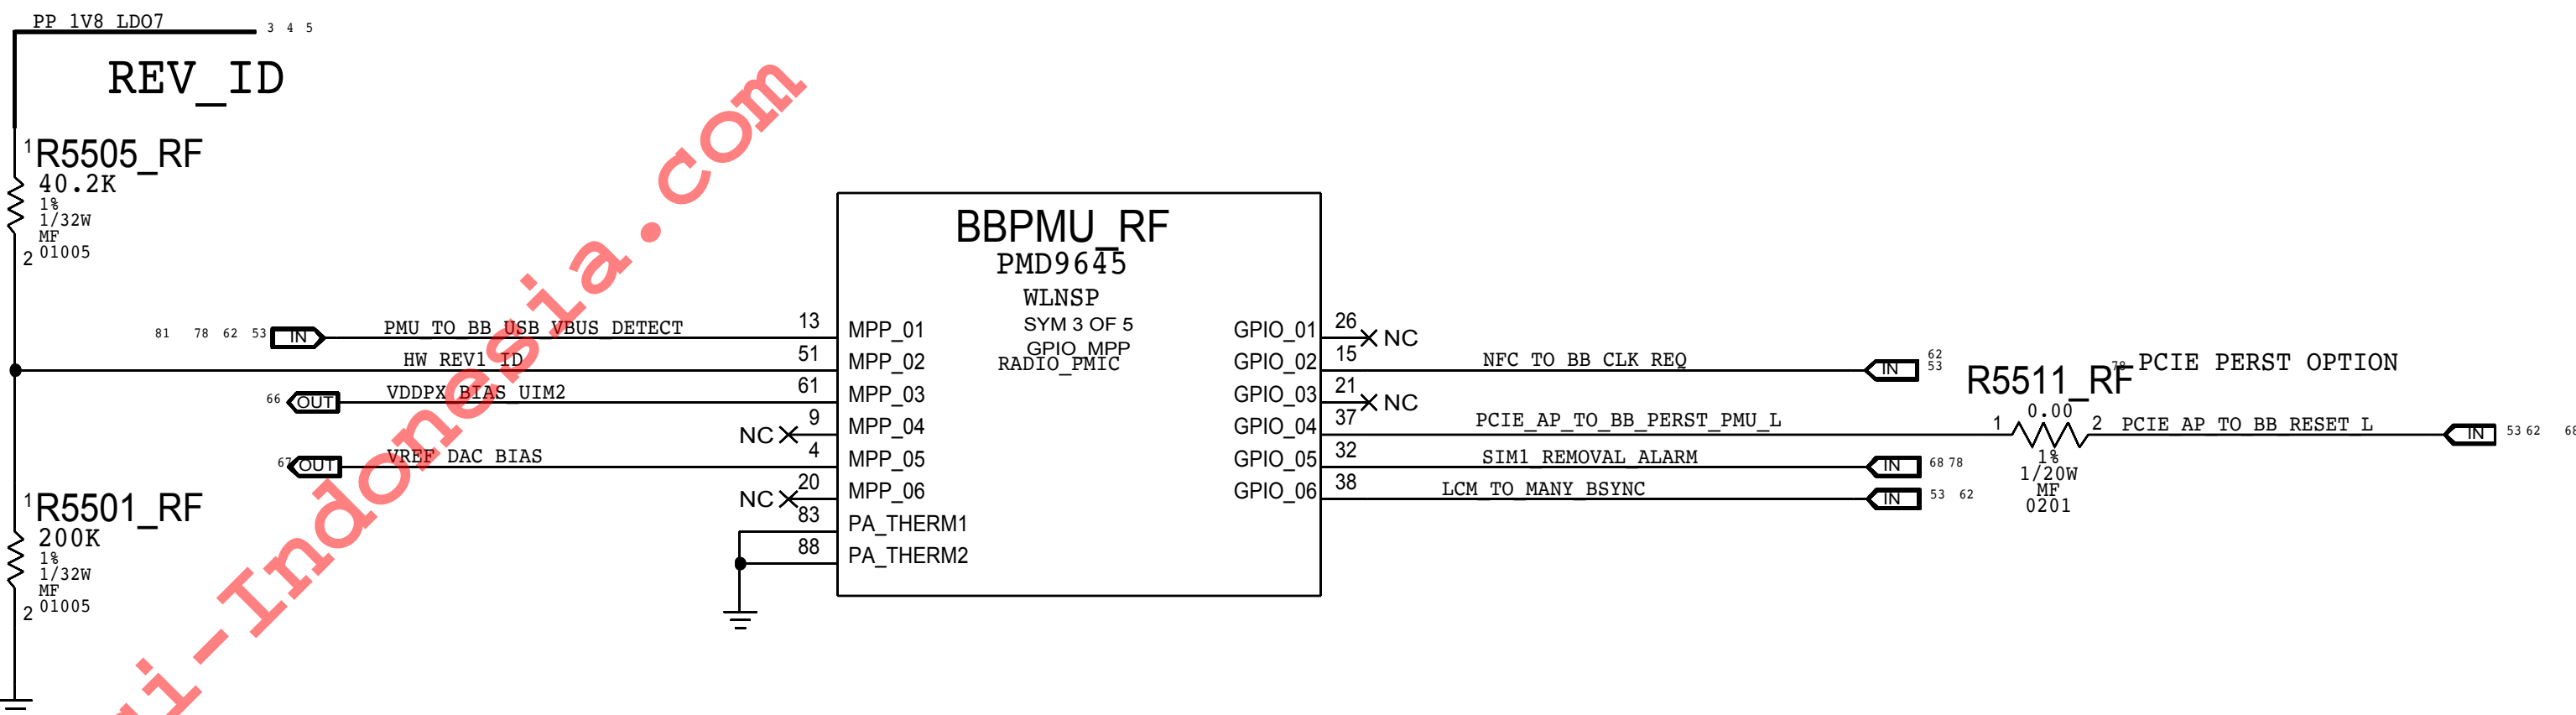 PP_1V8_LDO7 3 4 5
REV_ID
1 R5505_RF
40.2K
1%
1/32W
MF
2 01005
81 78 62 53 IN PMU_TO_BB_USB_VBUS_DETECT 13 MPP_01
HW_REV1_ID 51 MPP_02
66 OUT VDDPX_BIAS_UIM2 61 MPP_03
NC 9 MPP_04
67 OUT VREF_DAC_BIAS 4 MPP_05
NC 20 MPP_06
83 PA_THERM1
88 PA_THERM2
1 R5501_RF
200K
1%
1/32W
MF
2 01005
BBPMU_RF
PMD9645
WLNSP
SYM 3 OF 5
GPIO_MPP
RADIO_PMIC
GPIO_01 26 NC
GPIO_02 15 NFC_TO_BB_CLK_REQ IN 62
53
GPIO_03 21 NC
GPIO_04 37 PCIE_AP_TO_BB_PERST_PMU_L
GPIO_05 32 SIM1_REMOVAL_ALARM IN 68 78
GPIO_06 38 LCM_TO_MANY_BSYNC IN 53 62
78 PCIE PERST OPTION
R5511_RF
0.00
1 2 PCIE_AP_TO_BB_RESET_L IN 53 62 68
1%
1/20W
MF
0201
i-Indonesia.com